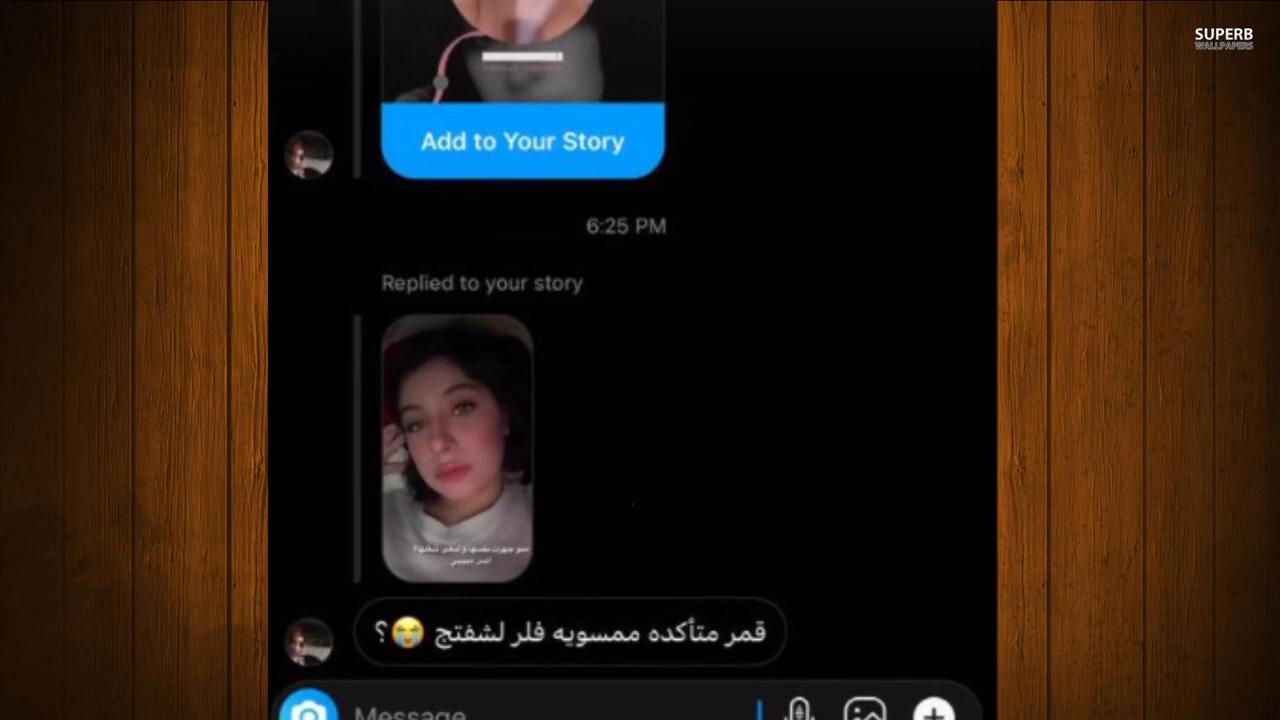 SUPERB
WALLPAPERS
Add to Your Story
6:25 PM
Replied to your story
قمر متأكده ممسويه فلر لشفتج 😭؟
Message